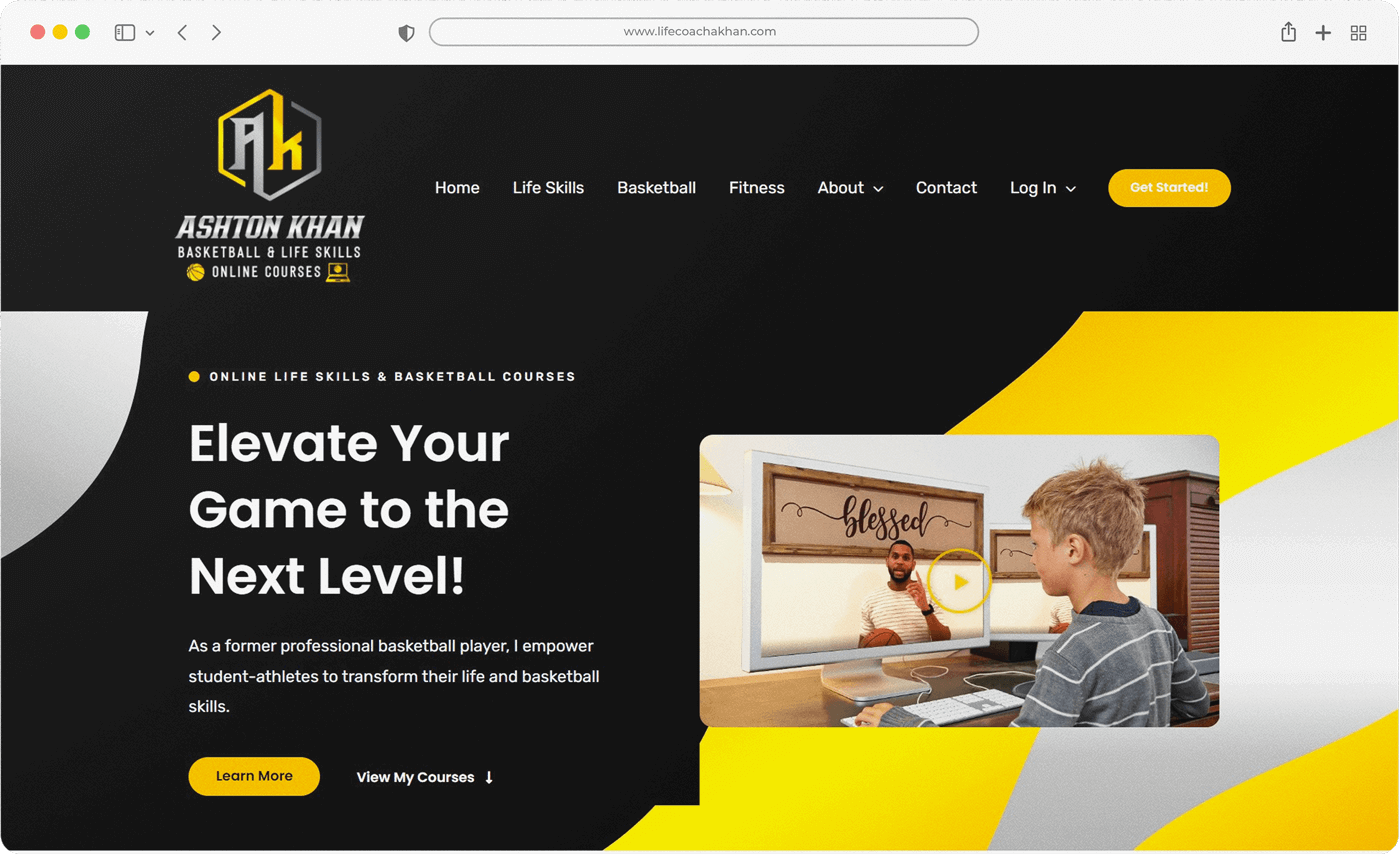 www.lifecoachakhan.com
Ak
ASHTON KHAN
BASKETBALL & LIFE SKILLS
ONLINE COURSES
Home Life Skills Basketball Fitness About Contact Log In Get Started!
ONLINE LIFE SKILLS & BASKETBALL COURSES
Elevate Your
Game to the
Next Level!
blessed
As a former professional basketball player, I empower
student-athletes to transform their life and basketball
skills.
Learn More View My Courses ↓